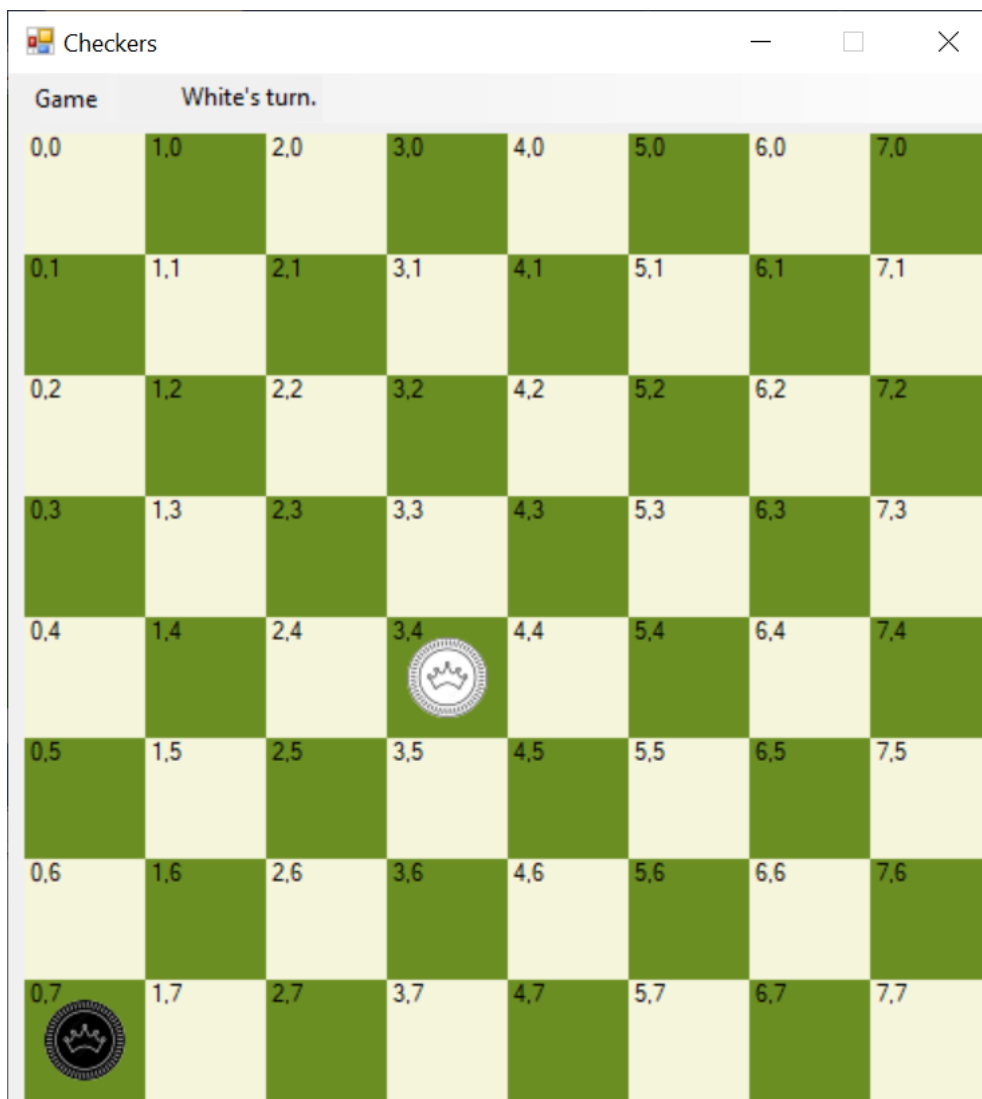 Checkers
Game White's turn.
0,0 1,0 2,0 3,0 4,0 5,0 6,0 7,0
0,1 1,1 2,1 3,1 4,1 5,1 6,1 7,1
0,2 1,2 2,2 3,2 4,2 5,2 6,2 7,2
0,3 1,3 2,3 3,3 4,3 5,3 6,3 7,3
0,4 1,4 2,4 3,4 4,4 5,4 6,4 7,4
0,5 1,5 2,5 3,5 4,5 5,5 6,5 7,5
0,6 1,6 2,6 3,6 4,6 5,6 6,6 7,6
0,7 1,7 2,7 3,7 4,7 5,7 6,7 7,7